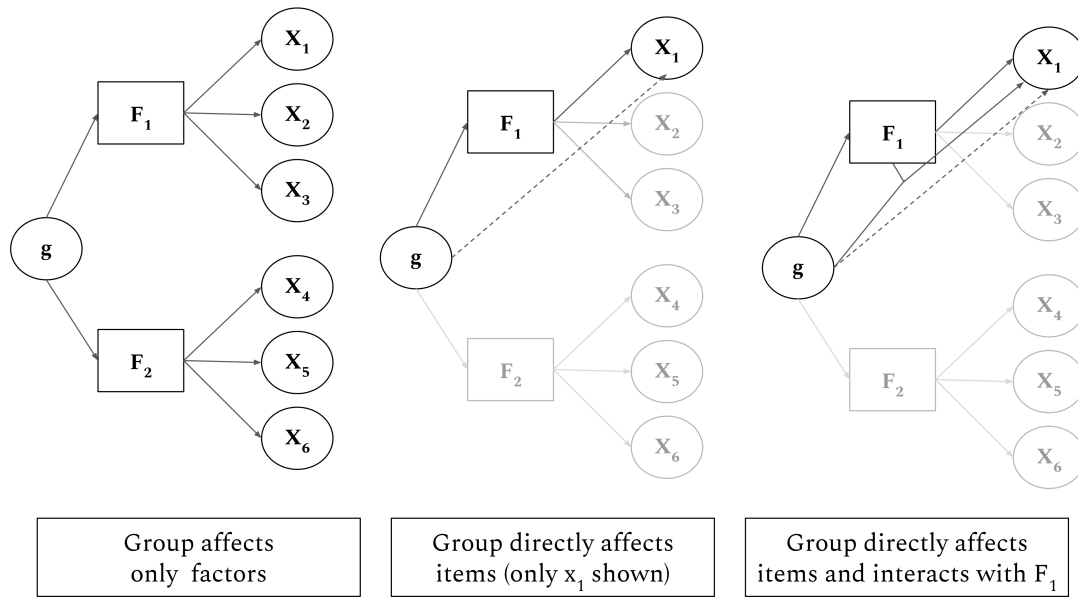 X1
X2
F1
X3
g
X4
F2
X5
X6
Group affects
only factors
X1
F1
X2
X3
g
X4
F2
X5
X6
Group directly affects
items (only x1 shown)
X1
F1
X2
X3
g
X4
F2
X5
X6
Group directly affects
items and interacts with F1